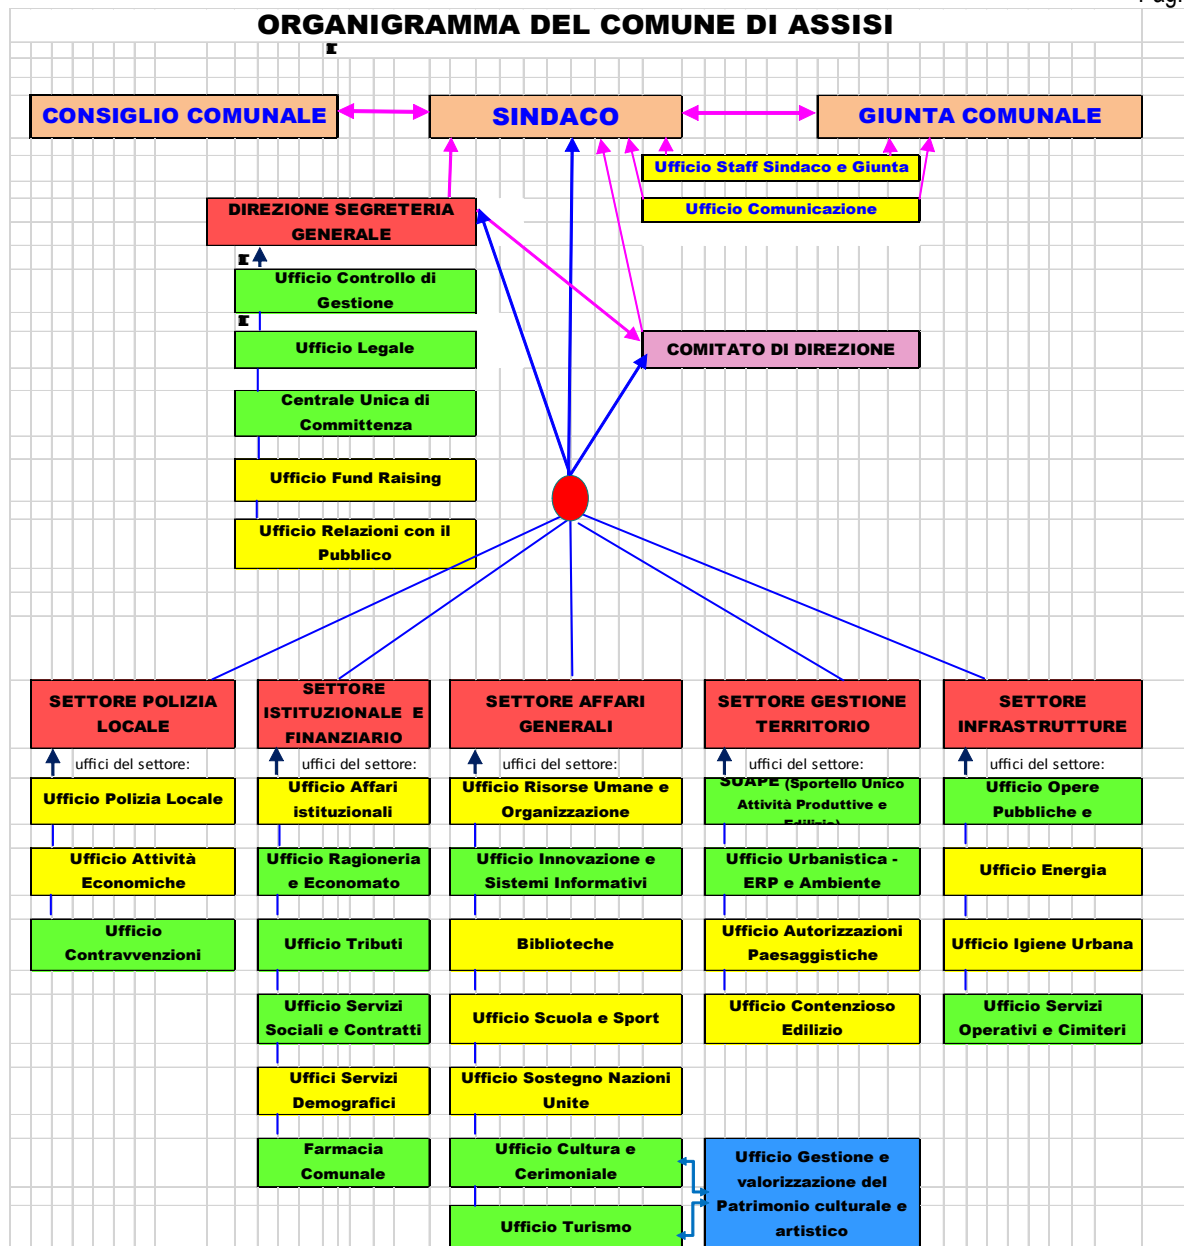 Pagi
ORGANIGRAMMA DEL COMUNE DI ASSISI
CONSIGLIO COMUNALE
SINDACO
GIUNTA COMUNALE
Ufficio Staff Sindaco e Giunta
Ufficio Comunicazione
DIREZIONE SEGRETERIA
GENERALE
Ufficio Controllo di
Gestione
Ufficio Legale
Centrale Unica di
Committenza
Ufficio Fund Raising
Ufficio Relazioni con il
Pubblico
COMITATO DI DIREZIONE
SETTORE POLIZIA
LOCALE
uffici del settore:
Ufficio Polizia Locale
Ufficio Attività
Economiche
Ufficio
Contravvenzioni
SETTORE
ISTITUZIONALE E
FINANZIARIO
uffici del settore:
Ufficio Affari
istituzionali
Ufficio Ragioneria
e Economato
Ufficio Tributi
Ufficio Servizi
Sociali e Contratti
Uffici Servizi
Demografici
Farmacia
Comunale
SETTORE AFFARI
GENERALI
uffici del settore:
Ufficio Risorse Umane e
Organizzazione
Ufficio Innovazione e
Sistemi Informativi
Biblioteche
Ufficio Scuola e Sport
Ufficio Sostegno Nazioni
Unite
Ufficio Cultura e
Cerimoniale
Ufficio Turismo
SETTORE GESTIONE
TERRITORIO
uffici del settore:
SUAPE (Sportello Unico
Attività Produttive e
Edilizio)
Ufficio Urbanistica -
ERP e Ambiente
Ufficio Autorizzazioni
Paesaggistiche
Ufficio Contenzioso
Edilizio
Ufficio Gestione e
valorizzazione del
Patrimonio culturale e
artistico
SETTORE
INFRASTRUTTURE
uffici del settore:
Ufficio Opere
Pubbliche e
Ufficio Energia
Ufficio Igiene Urbana
Ufficio Servizi
Operativi e Cimiteri